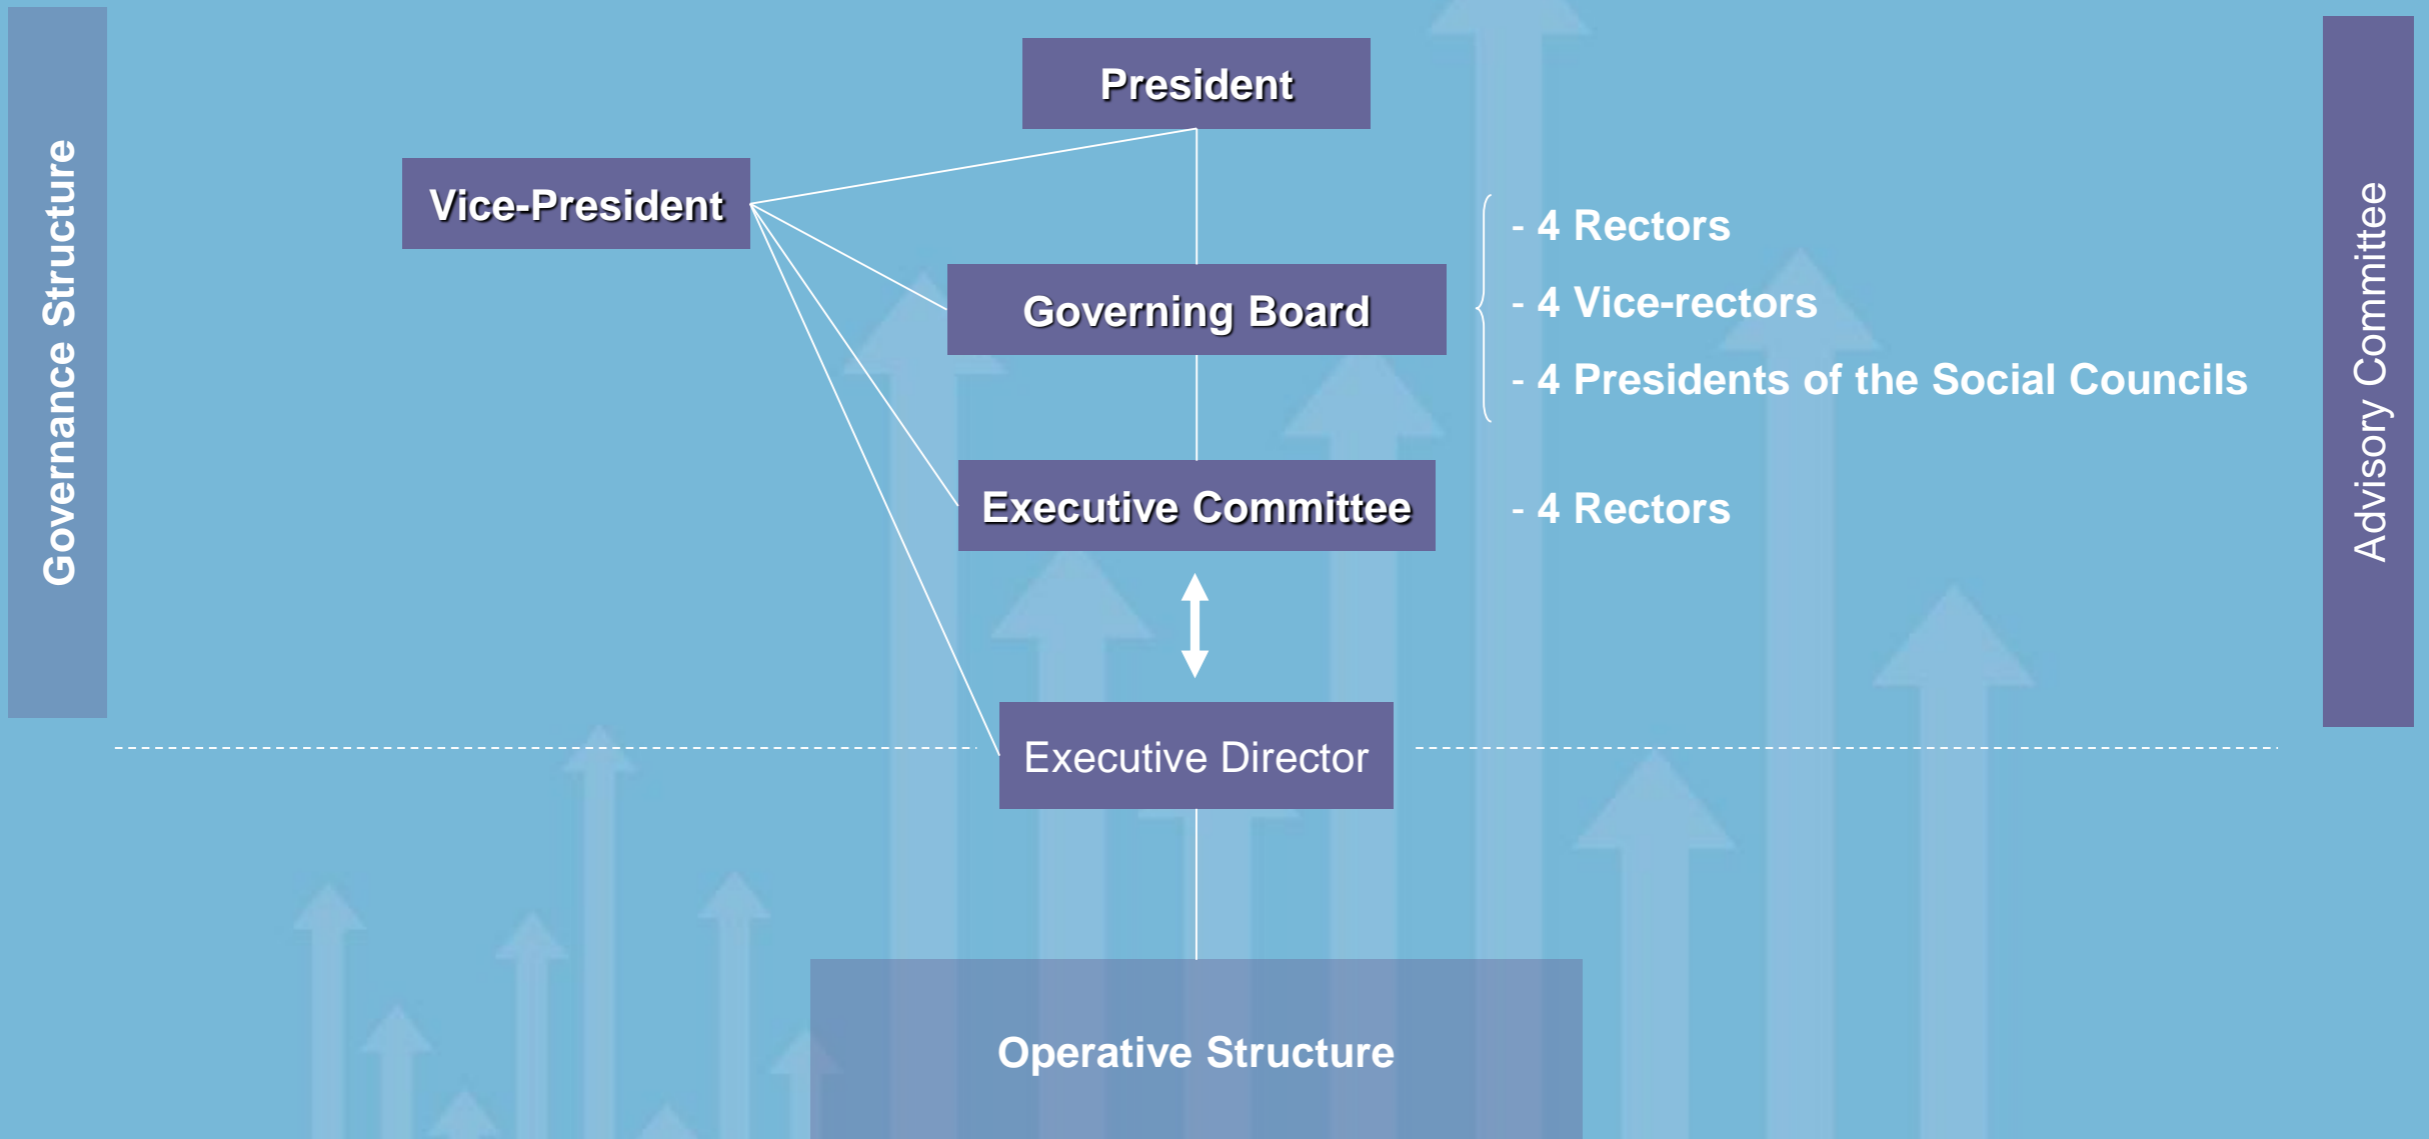 Governance Structure
President
Vice-President
Governing Board
- 4 Rectors
- 4 Vice-rectors
- 4 Presidents of the Social Councils
Executive Committee
- 4 Rectors
Executive Director
Operative Structure
Advisory Committee